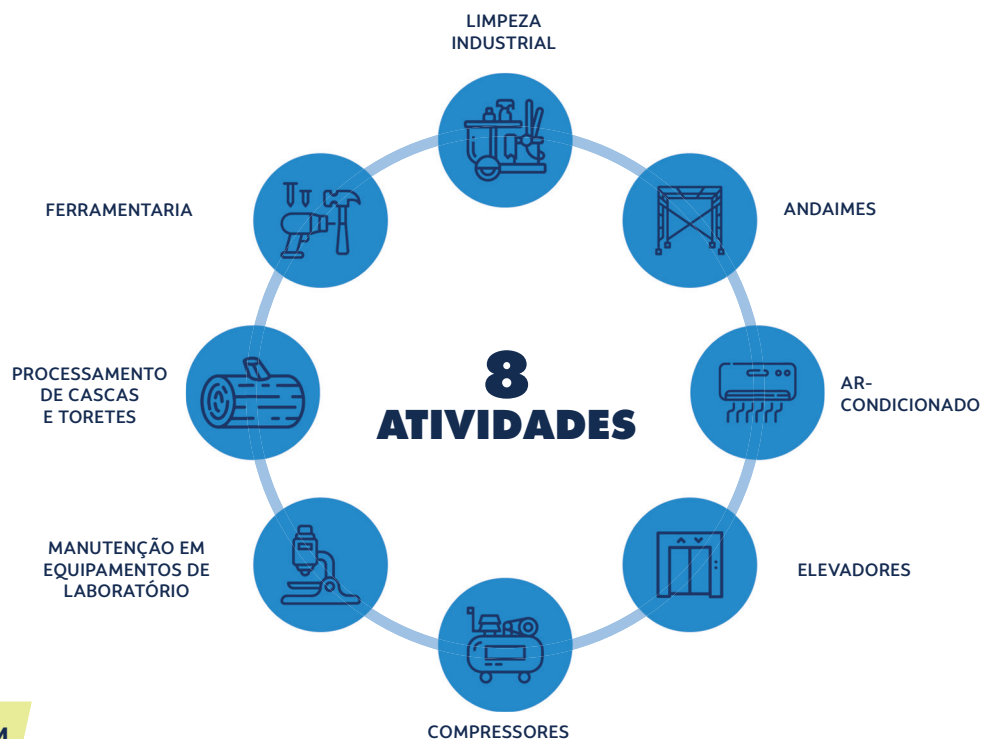 LIMPEZA
INDUSTRIAL
FERRAMENTARIA
ANDAIMES
PROCESSAMENTO
DE CASCAS
E TORETES
8
ATIVIDADES
AR-
CONDICIONADO
MANUTENÇÃO EM
EQUIPAMENTOS DE
LABORATÓRIO
ELEVADORES
COMPRESSORES